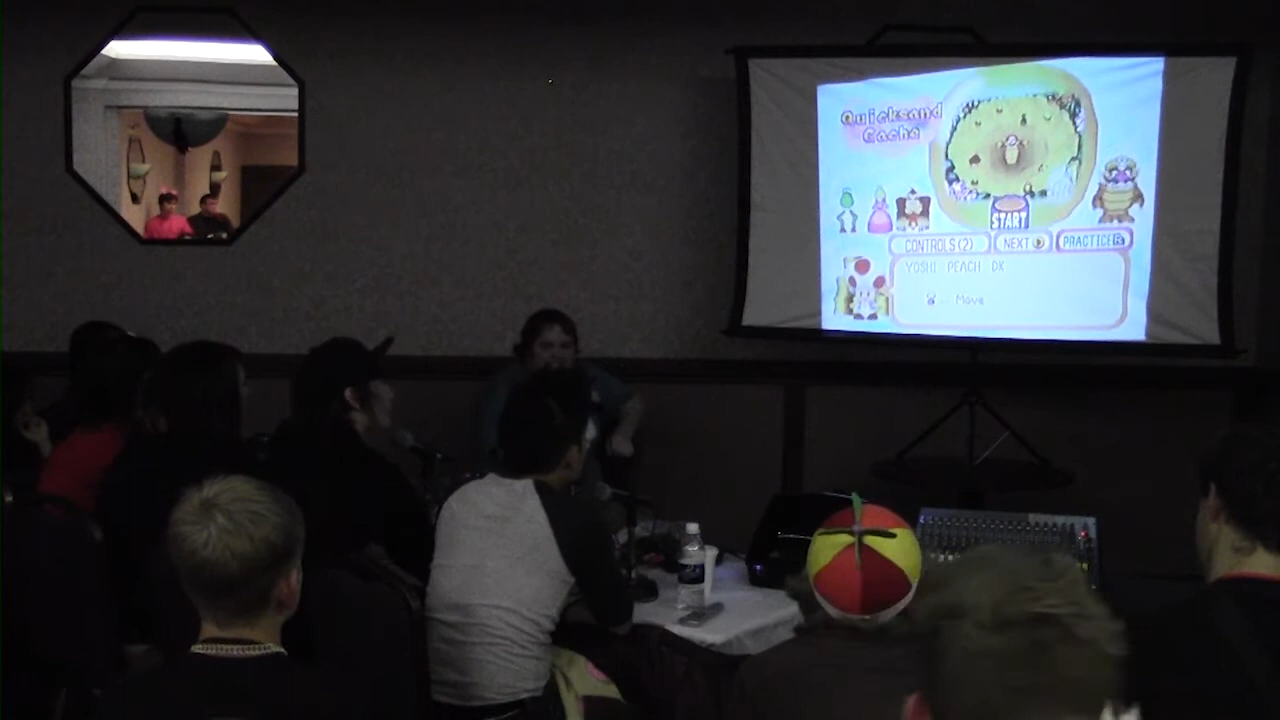 Quicksand
Cache
START
CONTROLS (2)
NEXT
PRACTICE R
YOSHI PEACH DK
... Move